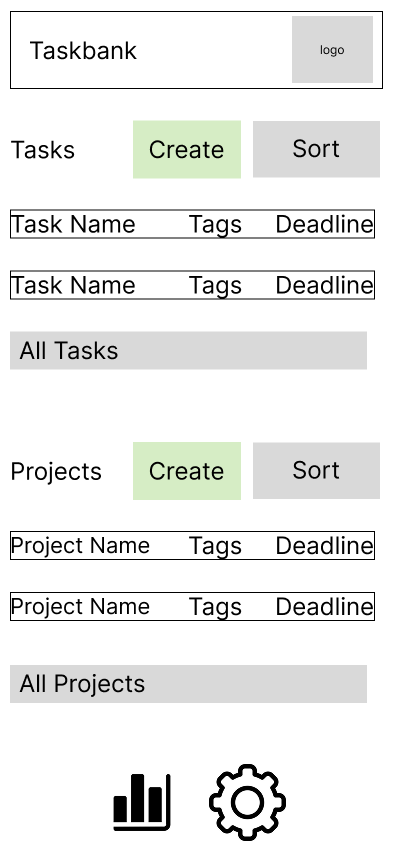 Taskbank logo
Tasks Create Sort
Task Name Tags Deadline
Task Name Tags Deadline
All Tasks
Projects Create Sort
Project Name Tags Deadline
Project Name Tags Deadline
All Projects